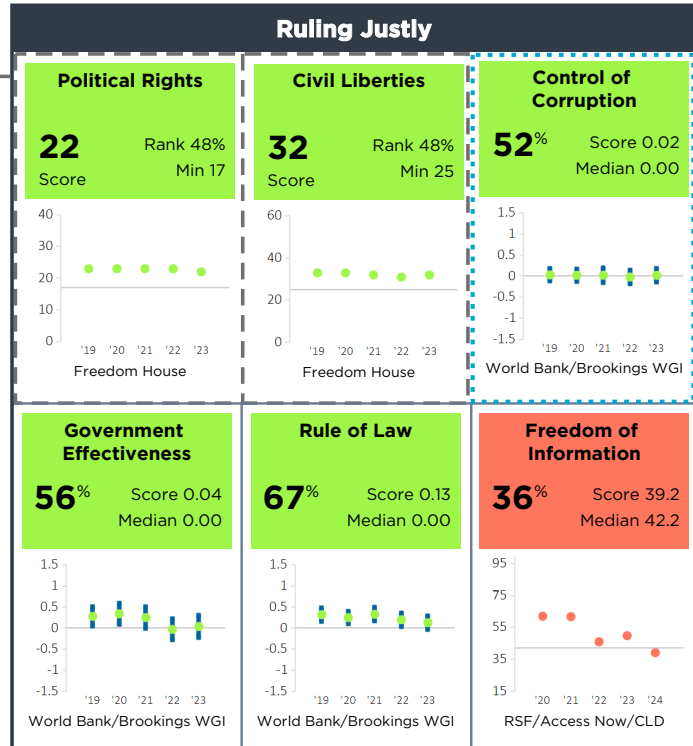 Ruling Justly
Political Rights
22
Score
Rank 48%
Min 17
40
30
20
10
0
'19 '20 '21 '22 '23
Freedom House
Civil Liberties
32
Score
Rank 48%
Min 25
60
40
20
0
'19 '20 '21 '22 '23
Freedom House
Control of
Corruption
52%
Score 0.02
Median 0.00
1.5
1
0.5
0
-0.5
-1
-1.5
'19 '20 '21 '22 '23
World Bank/Brookings WGI
Government
Effectiveness
56%
Score 0.04
Median 0.00
1.5
1
0.5
0
-0.5
-1
-1.5
'19 '20 '21 '22 '23
World Bank/Brookings WGI
Rule of Law
67%
Score 0.13
Median 0.00
1.5
1
0.5
0
-0.5
-1
-1.5
'19 '20 '21 '22 '23
World Bank/Brookings WGI
Freedom of
Information
36%
Score 39.2
Median 42.2
95
75
55
35
15
'20 '21 '22 '23 '24
RSF/Access Now/CLD